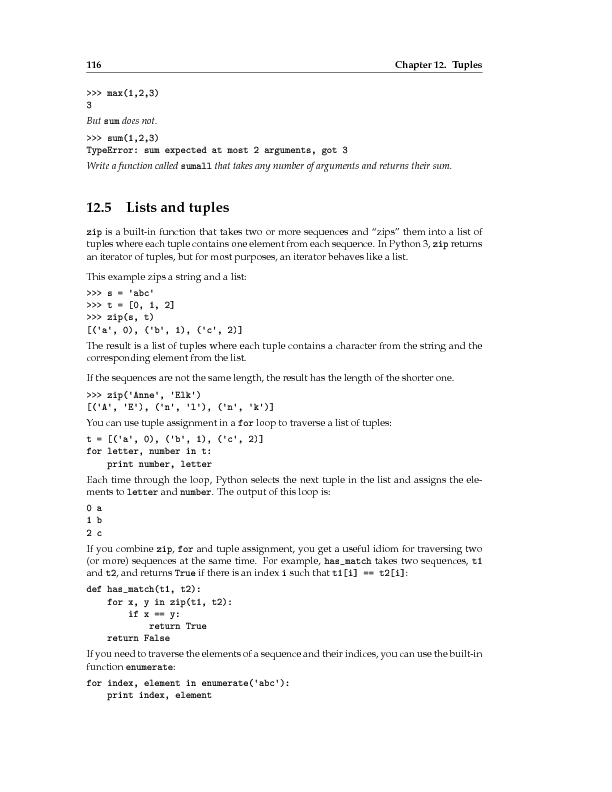 116 Chapter 12. Tuples
>>> max(1,2,3)
3
But sum does not.
>>> sum(1,2,3)
TypeError: sum expected at most 2 arguments, got 3
Write a function called sumall that takes any number of arguments and returns their sum.
12.5 Lists and tuples
zip is a built-in function that takes two or more sequences and “zips” them into a list of
tuples where each tuple contains one element from each sequence. In Python 3, zip returns
an iterator of tuples, but for most purposes, an iterator behaves like a list.
This example zips a string and a list:
>>> s = 'abc'
>>> t = [0, 1, 2]
>>> zip(s, t)
[('a', 0), ('b', 1), ('c', 2)]
The result is a list of tuples where each tuple contains a character from the string and the
corresponding element from the list.
If the sequences are not the same length, the result has the length of the shorter one.
>>> zip('Anne', 'Elk')
[('A', 'E'), ('n', 'l'), ('n', 'k')]
You can use tuple assignment in a for loop to traverse a list of tuples:
t = [('a', 0), ('b', 1), ('c', 2)]
for letter, number in t:
    print number, letter
Each time through the loop, Python selects the next tuple in the list and assigns the ele-
ments to letter and number. The output of this loop is:
0 a
1 b
2 c
If you combine zip, for and tuple assignment, you get a useful idiom for traversing two
(or more) sequences at the same time. For example, has_match takes two sequences, t1
and t2, and returns True if there is an index i such that t1[i] == t2[i]:
def has_match(t1, t2):
    for x, y in zip(t1, t2):
        if x == y:
            return True
    return False
If you need to traverse the elements of a sequence and their indices, you can use the built-in
function enumerate:
for index, element in enumerate('abc'):
    print index, element